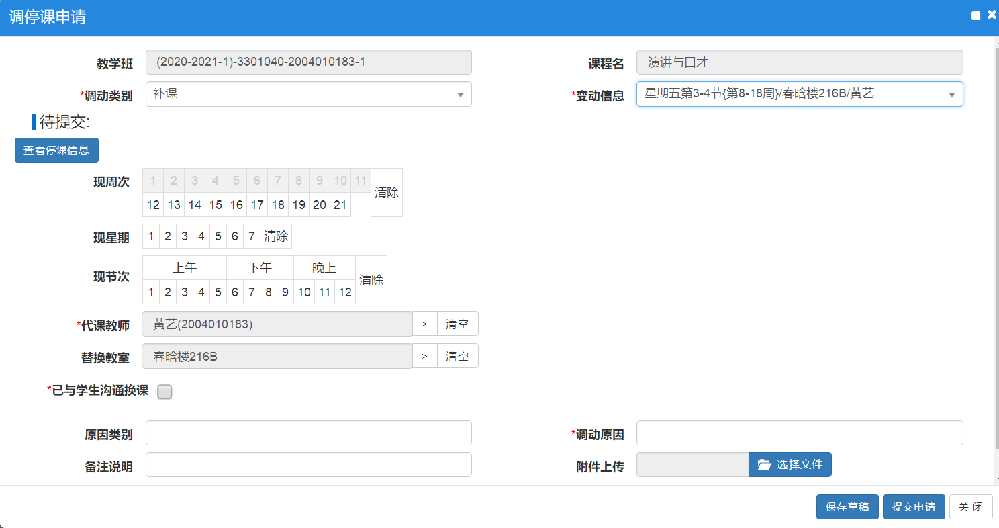 调停课申请
教学班 (2020-2021-1)-3301040-2004010183-1 课程名 演讲与口才
*调动类别 补课 *变动信息 星期五第3-4节{第8-18周}/春晗楼216B/黄艺
待提交:
查看停课信息
现周次 1 2 3 4 5 6 7 8 9 10 11 清除
12 13 14 15 16 17 18 19 20 21
现星期 1 2 3 4 5 6 7 清除
现节次 上午 下午 晚上 清除
1 2 3 4 5 6 7 8 9 10 11 12
*代课教师 黄艺(2004010183) > 清空
替换教室 春晗楼216B > 清空
*已与学生沟通换课
原因类别 *调动原因
备注说明 附件上传 选择文件
保存草稿 提交申请 关 闭